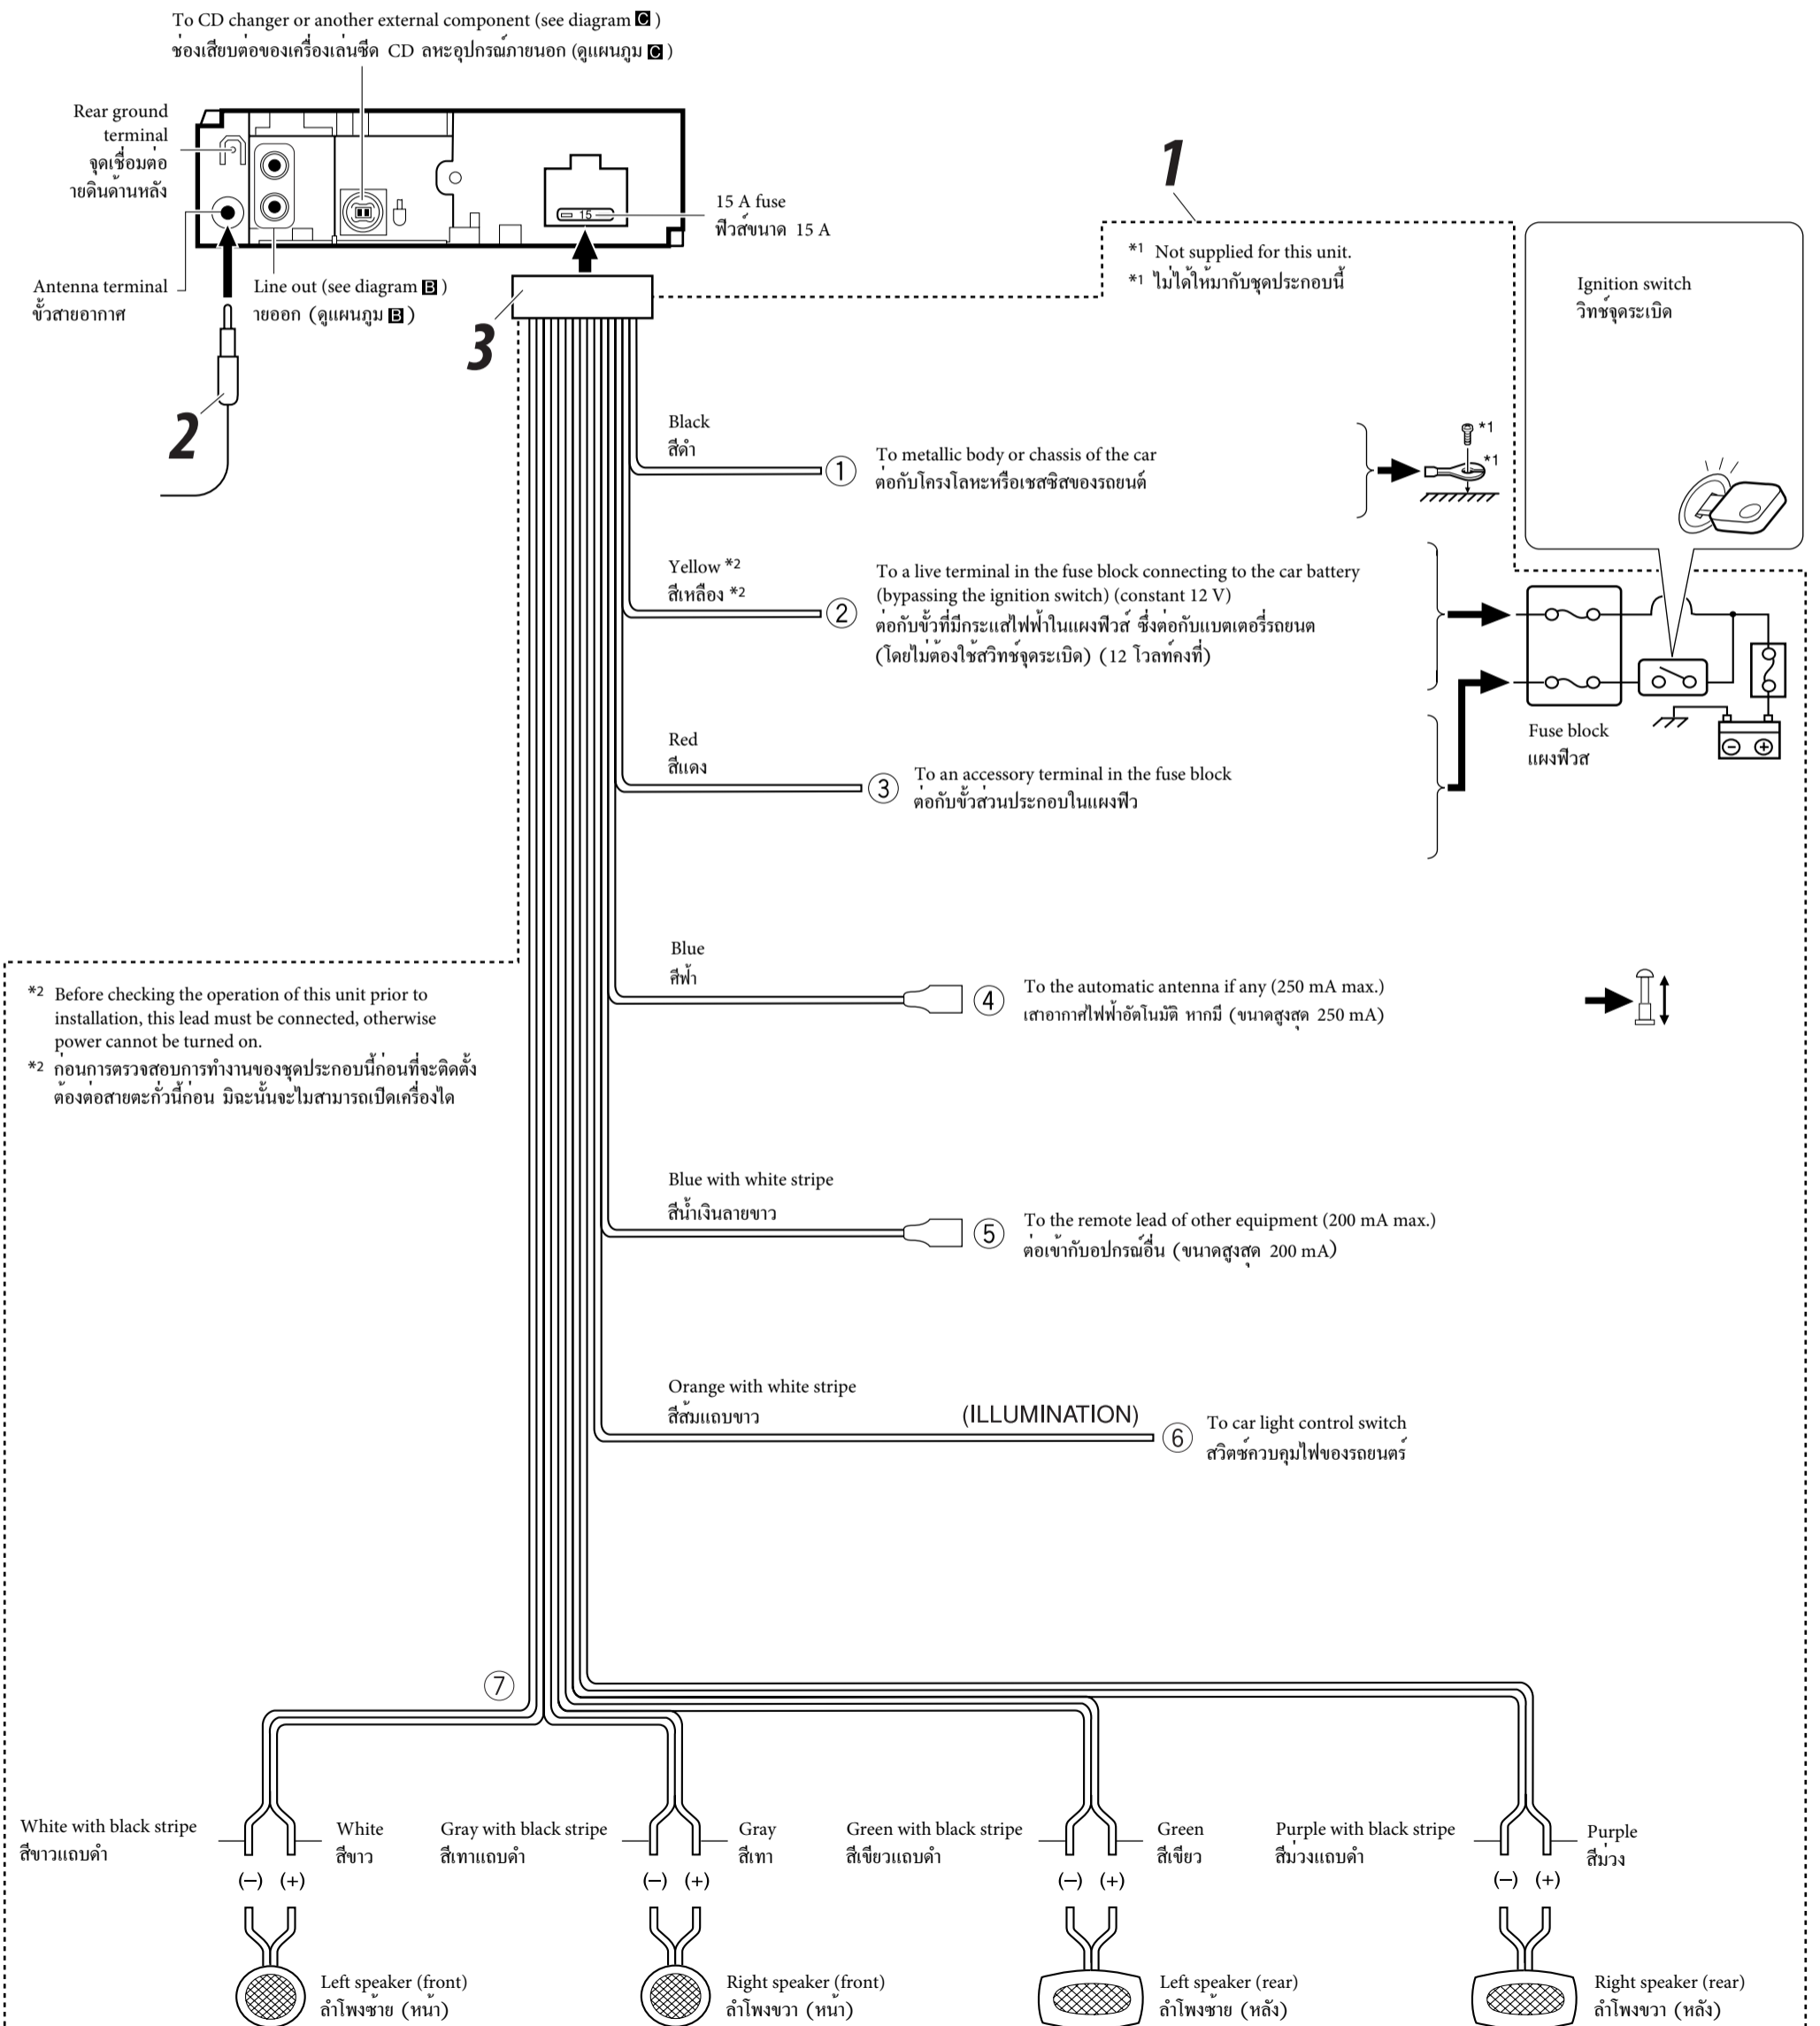 To CD changer or another external component (see diagram C )
ช่องเสียบต่อของเครื่องเล่นซีด CD ลหะอุปกรณ์ภายนอก (ดูแผนภูม C )
Rear ground
terminal
จุดเชื่อมต่อ
ายดินด้านหลัง
15
15 A fuse
ฟิวส์ขนาด 15 A
Antenna terminal
ขั้วสายอากาศ
Line out (see diagram B )
ายออก (ดูแผนภูม B )
1
2
3
*1 Not supplied for this unit.
*1 ไม่ได้ให้มากับชุดประกอบนี้
Ignition switch
วิทช์จุดระเบิด
Black
สีดำ
1 To metallic body or chassis of the car
ต่อกับโครงโลหะหรือเชสซิสของรถยนต์
*1
*1
Yellow *2
สีเหลือง *2
2 To a live terminal in the fuse block connecting to the car battery
(bypassing the ignition switch) (constant 12 V)
ต่อกับขั้วที่มีกระแสไฟฟ้าในแผงฟิวส์ ซึ่งต่อกับแบตเตอรี่รถยนต
(โดยไม่ต้องใช้สวิทช์จุดระเบิด) (12 โวลท์คงที่)
Red
สีแดง
3 To an accessory terminal in the fuse block
ต่อกับขั้วส่วนประกอบในแผงฟิว
Fuse block
แผงฟิวส
Blue
ศีฟ้า
4 To the automatic antenna if any (250 mA max.)
เสาอากาศไฟฟ้าอัตโนมัติ หากมี (ขนาดสูงสุด 250 mA)
*2 Before checking the operation of this unit prior to
installation, this lead must be connected, otherwise
power cannot be turned on.
*2 ก่อนการตรวจสอบการทำงานของชุดประกอบนี้ก่อนที่จะติดตั้ง
ต้องต่อสายตะกั่วนี้ก่อน มิฉะนั้นจะไมสามารถเปิดเครื่องได
Blue with white stripe
สีน้ำเงินลายขาว
5 To the remote lead of other equipment (200 mA max.)
ต่อเข้ากับอปกรณ์อื่น (ขนาดสูงสุด 200 mA)
Orange with white stripe
สีส้มแถบขาว
(ILLUMINATION)
6 To car light control switch
สวิตซ์ควบคุมไฟของรถยนตร์
7
White with black stripe
สีขาวแถบดำ
White
สีขาว
Gray with black stripe
สีเทาแถบดำ
Gray
สีเทา
Green with black stripe
สีเขียวแถบดำ
Green
สีเขียว
Purple with black stripe
สีม่วงแถบดำ
Purple
สีม่วง
(–) (+) (–) (+) (–) (+) (–) (+)
Left speaker (front)
ลำโพงซ้าย (หน้า)
Right speaker (front)
ลำโพงขวา (หน้า)
Left speaker (rear)
ลำโพงซ้าย (หลัง)
Right speaker (rear)
ลำโพงขวา (หลัง)